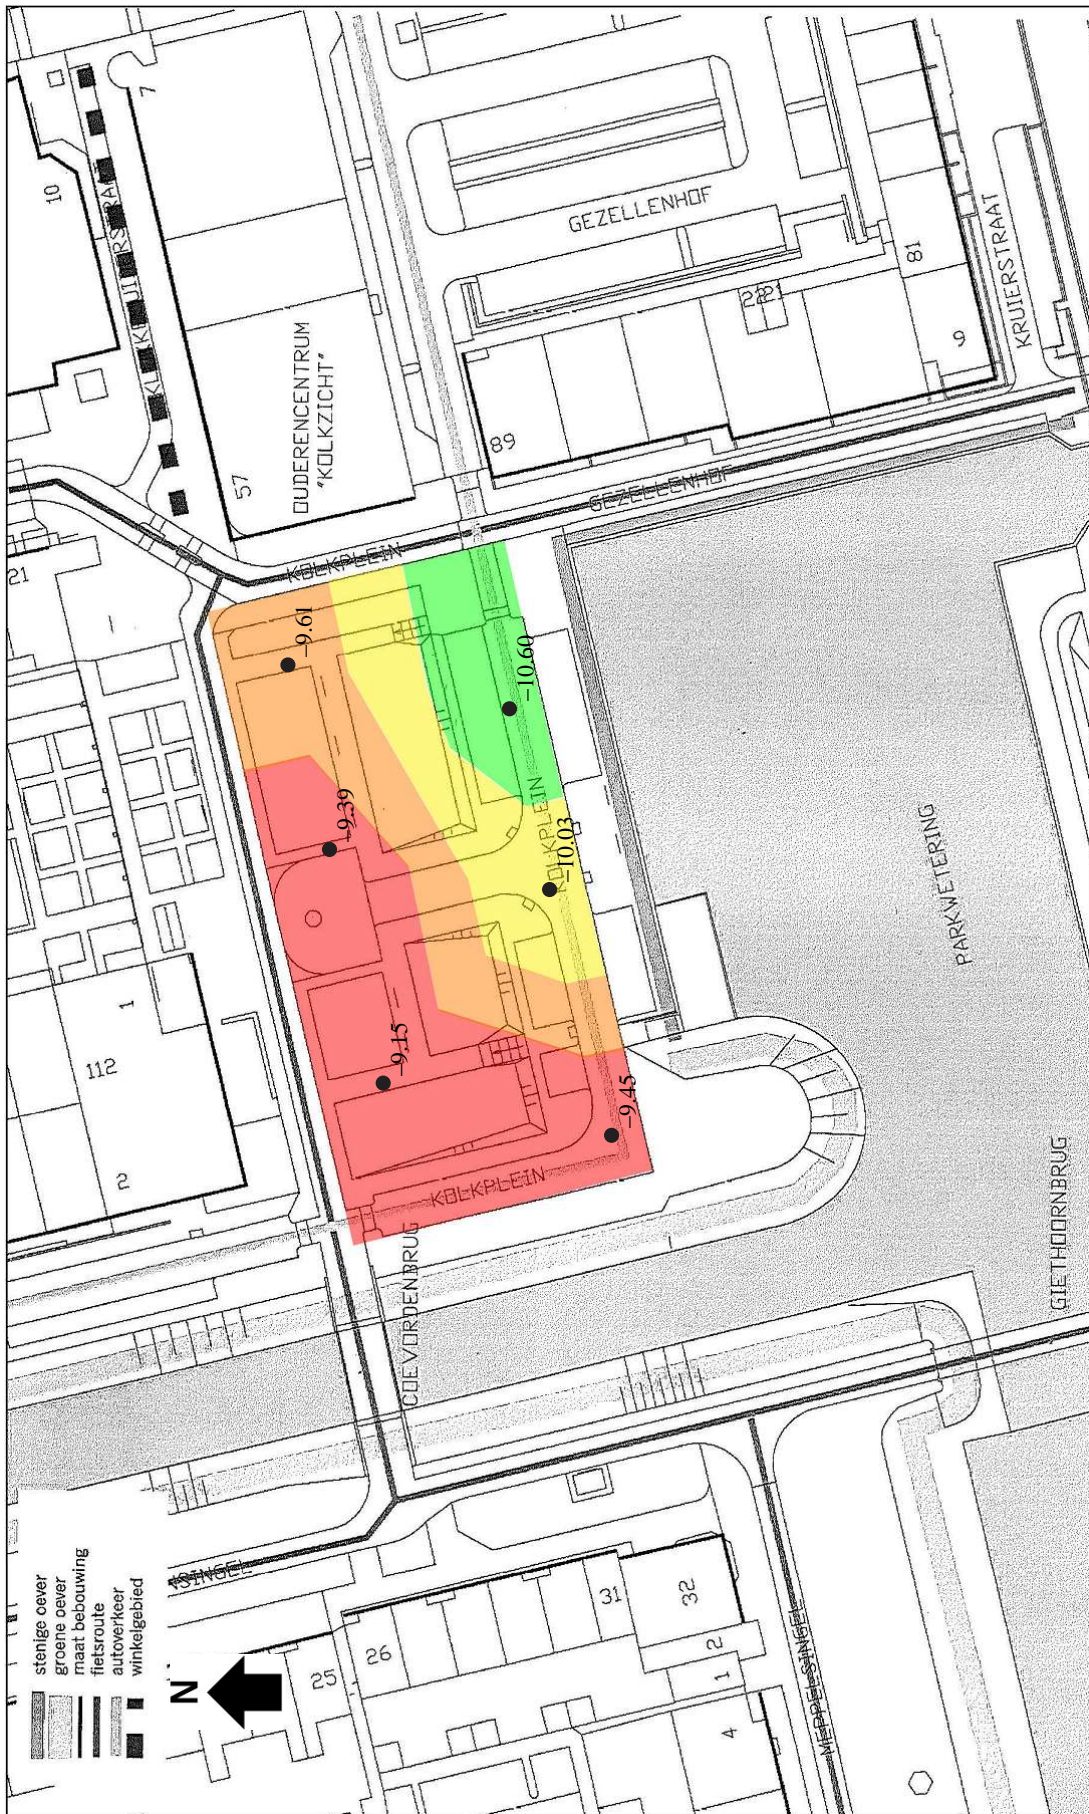 stenige oever
groene oever
maat bebouwing
fietsroute
autoverkeer
winkelgebied
N
10
7
57
OUDERENCENTRUM
"KOLKZICHT"
GEZELLENHOF
81
KRUIERSTRAAT
9
89
GEZELLENHOF
KOLKPLEIN
21
-9.61
-10.60
-9.39
KOLKPLEIN
-10.03
-9.15
-9.45
KOLKPLEIN
1
112
2
COEVORDENBRUG
PARKWETERING
GIETHOORNBRUG
25
26
31
32
2
1
4
MEPPELSINGEL